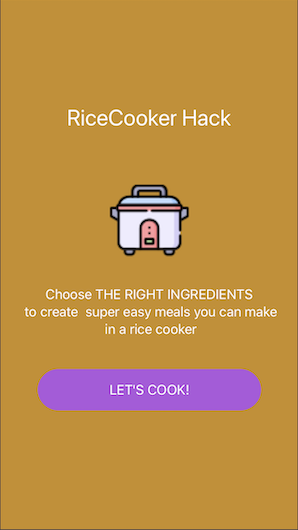 RiceCooker Hack
Choose THE RIGHT INGREDIENTS
to create  super easy meals you can make
in a rice cooker
LET'S COOK!